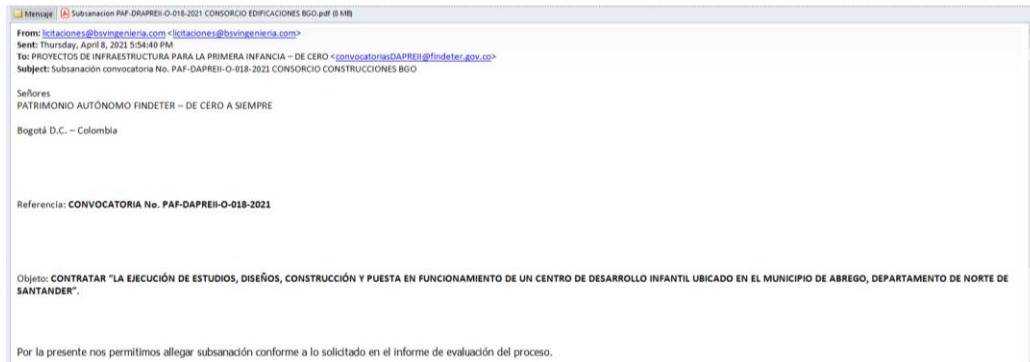 Mensaje Subsanacion PAF-DRAPREII-O-018-2021 CONSORCIO EDIFICACIONES BGO.pdf (8 MB)
From: licitaciones@bsvingenieria.com <licitaciones@bsvingenieria.com>
Sent: Thursday, April 8, 2021 5:54:40 PM
To: PROYECTOS DE INFRAESTRUCTURA PARA LA PRIMERA INFANCIA – DE CERO <convocatoriasDAPREII@findeter.gov.co>
Subject: Subsanación convocatoria No. PAF-DAPREII-O-018-2021 CONSORCIO CONSTRUCCIONES BGO
Señores
PATRIMONIO AUTÓNOMO FINDETER – DE CERO A SIEMPRE
Bogotá D.C. – Colombia
Referencia: CONVOCATORIA No. PAF-DAPREII-O-018-2021
Objeto: CONTRATAR "LA EJECUCIÓN DE ESTUDIOS, DISEÑOS, CONSTRUCCIÓN Y PUESTA EN FUNCIONAMIENTO DE UN CENTRO DE DESARROLLO INFANTIL UBICADO EN EL MUNICIPIO DE ABREGO, DEPARTAMENTO DE NORTE DE
SANTANDER".
Por la presente nos permitimos allegar subsanación conforme a lo solicitado en el informe de evaluación del proceso.